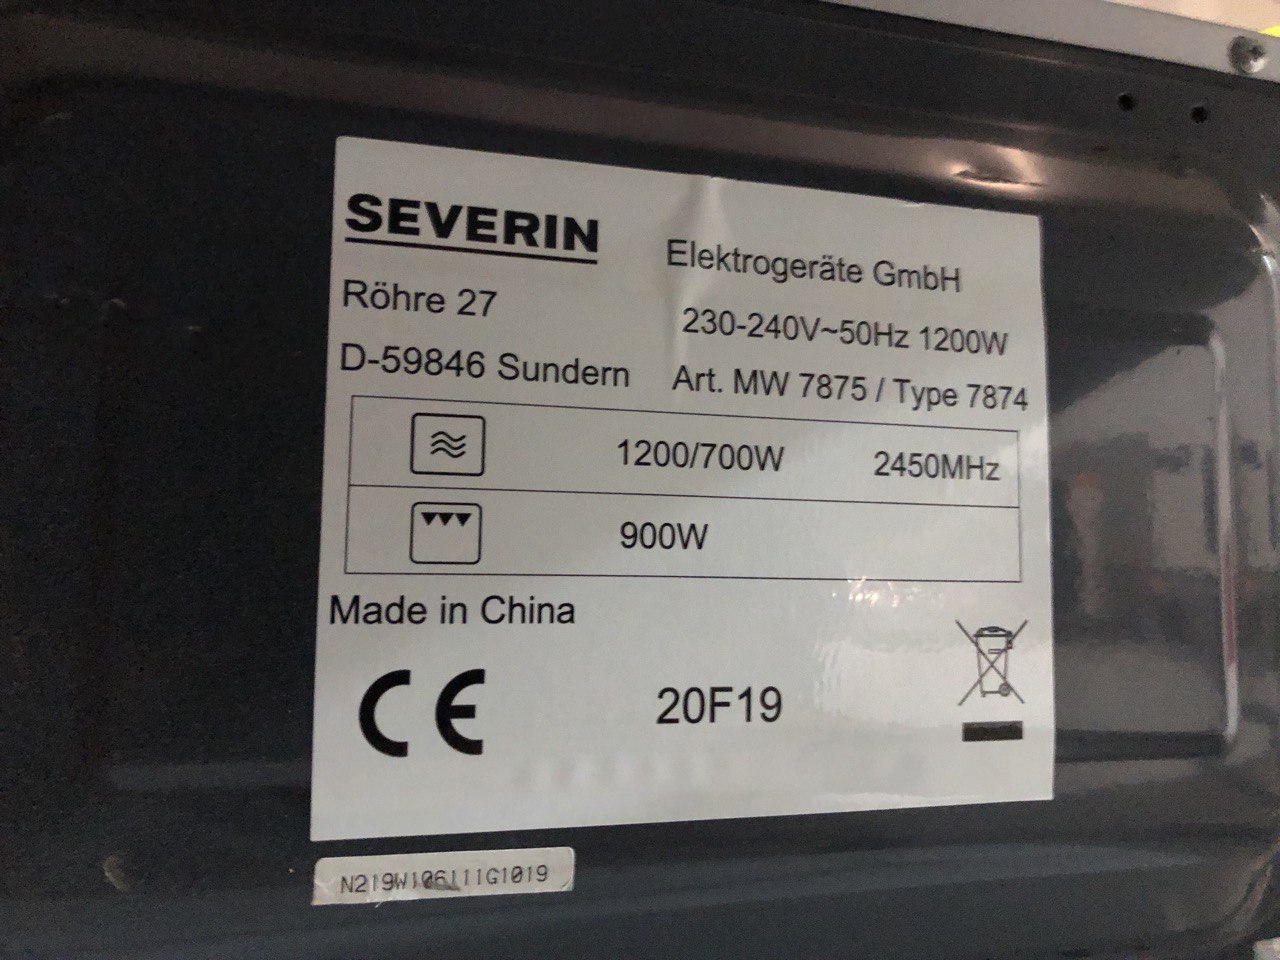 SEVERIN
Elektrogeräte GmbH
Röhre 27
230-240V~50Hz 1200W
D-59846 Sundern
Art. MW 7875 / Type 7874
1200/700W 2450MHz
900W
Made in China
CE
20F19
N219W106111G1019